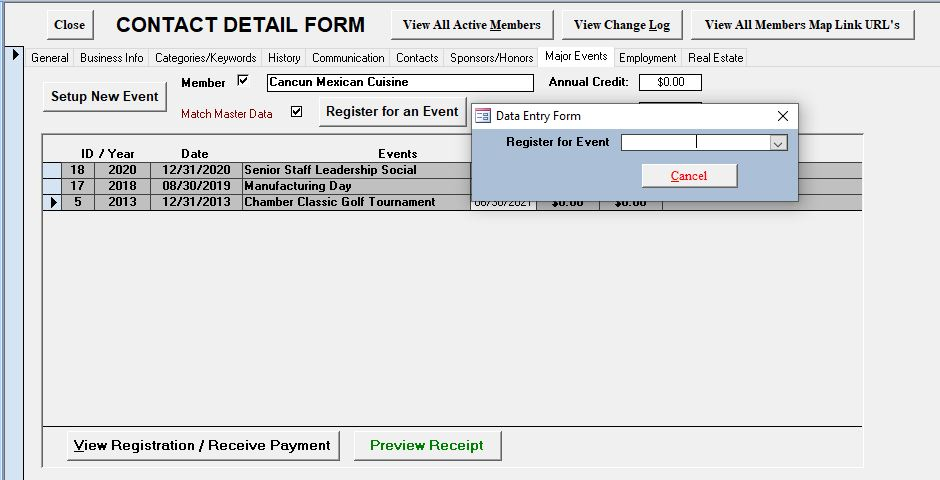 Close
CONTACT DETAIL FORM
View All Active Members
View Change Log
View All Members Map Link URL's
General Business Info Categories/Keywords History Communication Contacts Sponsors/Honors Major Events Employment Real Estate
Setup New Event
Member
Cancun Mexican Cuisine
Annual Credit: $0.00
Match Master Data
Register for an Event
Data Entry Form
Register for Event
Cancel
ID / Year Date Events
18 2020 12/31/2020 Senior Staff Leadership Social
17 2018 08/30/2019 Manufacturing Day
5 2013 12/31/2013 Chamber Classic Golf Tournament 06/30/2021 $0.00 $0.00
View Registration / Receive Payment
Preview Receipt